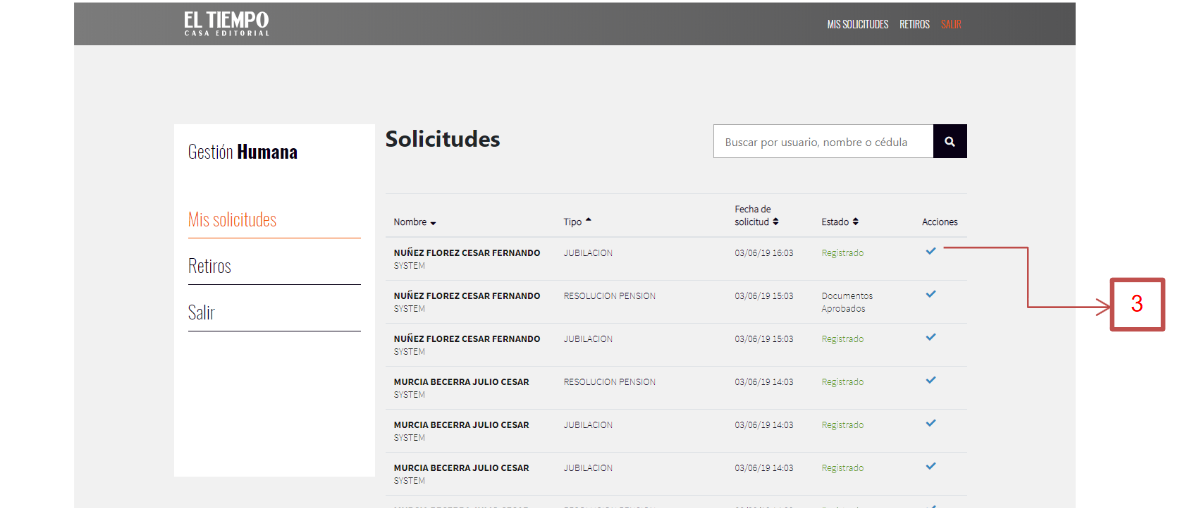 EL TIEMPO
CASA EDITORIAL
MIS SOLICITUDES RETIROS SALIR
Gestión Humana
Mis solicitudes
Retiros
Salir
Solicitudes
Buscar por usuario, nombre o cédula
Nombre Tipo Fecha de solicitud Estado Acciones
NUÑEZ FLOREZ CESAR FERNANDO JUBILACION 03/06/19 16:03 Registrado
SYSTEM
NUÑEZ FLOREZ CESAR FERNANDO RESOLUCION PENSION 03/06/19 15:03 Documentos Aprobados
SYSTEM
NUÑEZ FLOREZ CESAR FERNANDO JUBILACION 03/06/19 15:03 Registrado
SYSTEM
MURCIA BECERRA JULIO CESAR RESOLUCION PENSION 03/06/19 14:03 Registrado
SYSTEM
MURCIA BECERRA JULIO CESAR JUBILACION 03/06/19 14:03 Registrado
SYSTEM
MURCIA BECERRA JULIO CESAR JUBILACION 03/06/19 14:03 Registrado
SYSTEM
3